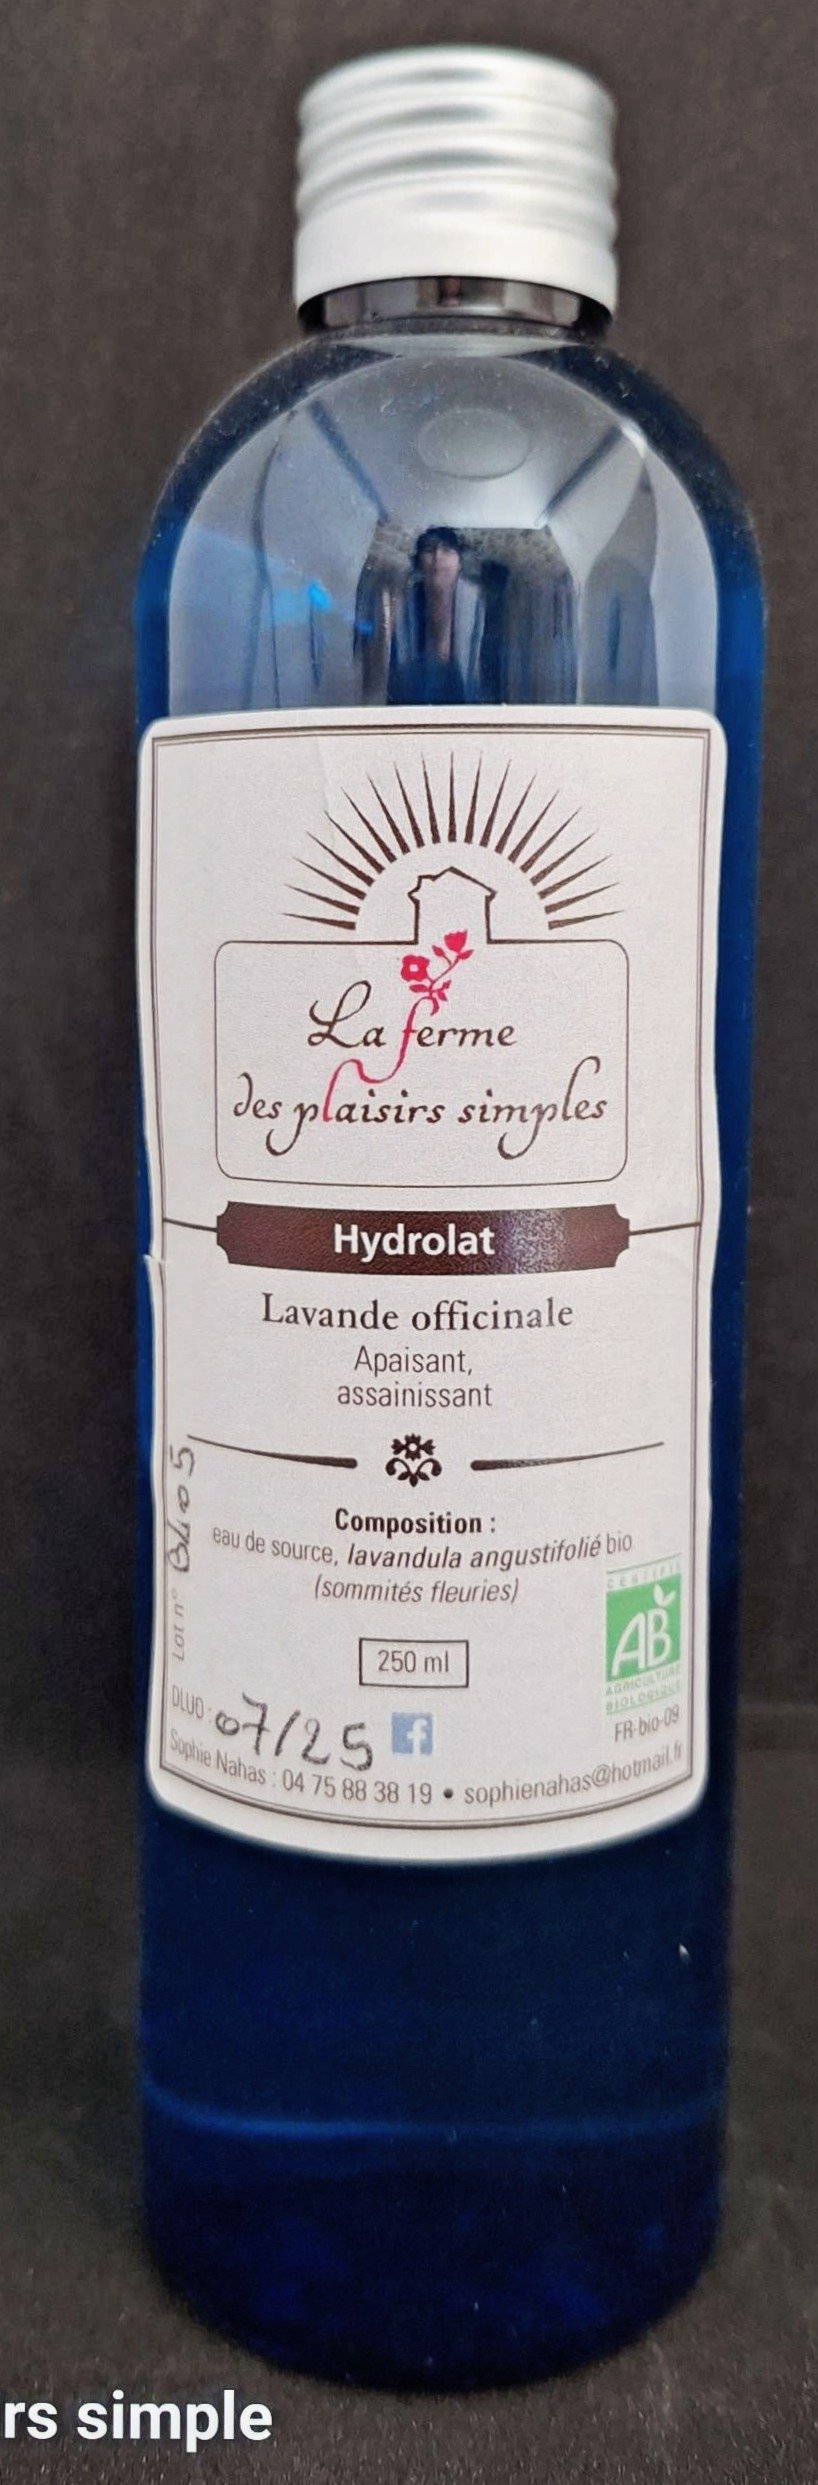 La ferme
des plaisirs simples
Hydrolat
Lavande officinale
Apaisant,
assainissant
Composition :
eau de source, lavandula angustifolié bio
(sommités fleuries)
250 ml
Lot n°
CERTIFIÉ
AB
AGRICULTURE
BIOLOGIQUE
FR-bio-09
DLUO : 07/25
f
Sophie Nahas : 04 75 88 38 19 • sophienahas@hotmail.fr
rs simple